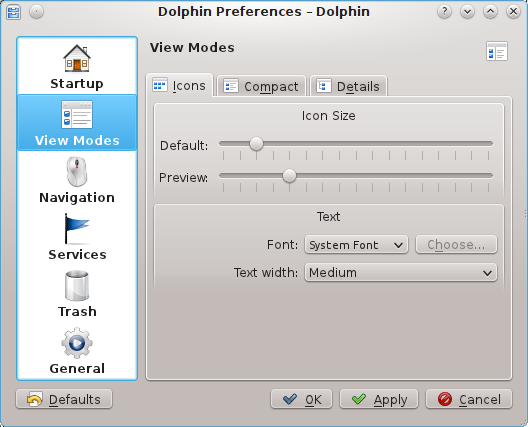 Dolphin Preferences – Dolphin
Startup
View Modes
Navigation
Services
Trash
General
View Modes
Icons
Compact
Details
Icon Size
Default:
Preview:
Text
Font: System Font Choose...
Text width: Medium
Defaults
OK
Apply
Cancel